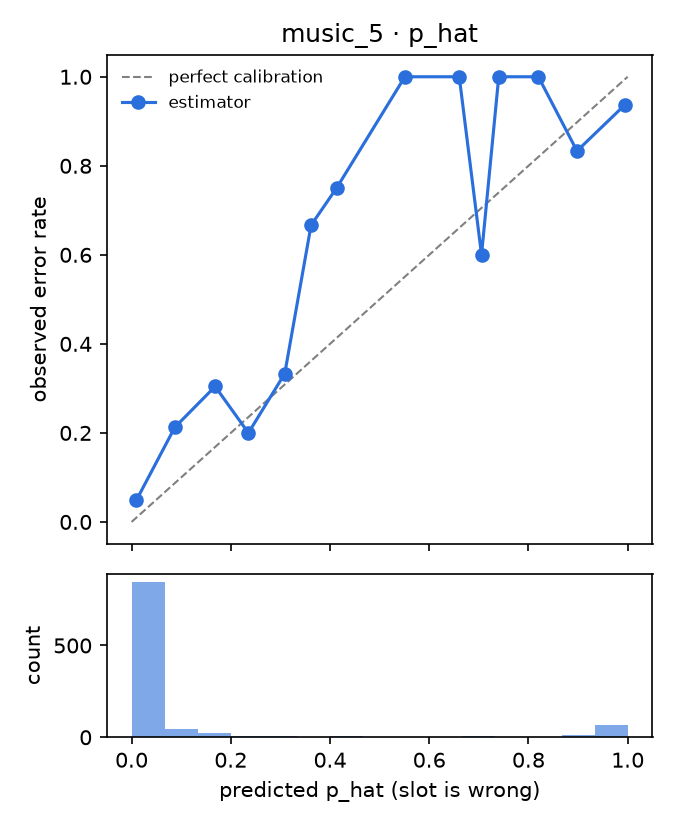 music_5 · p_hat
perfect calibration
estimator
observed error rate
1.0
0.8
0.6
0.4
0.2
0.0
count
500
0
0.0 0.2 0.4 0.6 0.8 1.0
predicted p_hat (slot is wrong)